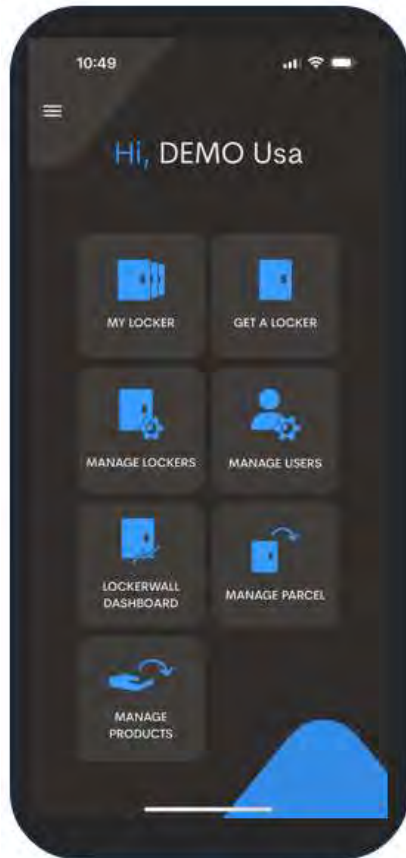 10:49
Hi, DEMO Usa
MY LOCKER
GET A LOCKER
MANAGE LOCKERS
MANAGE USERS
LOCKERWALL
DASHBOARD
MANAGE PARCEL
MANAGE
PRODUCTS